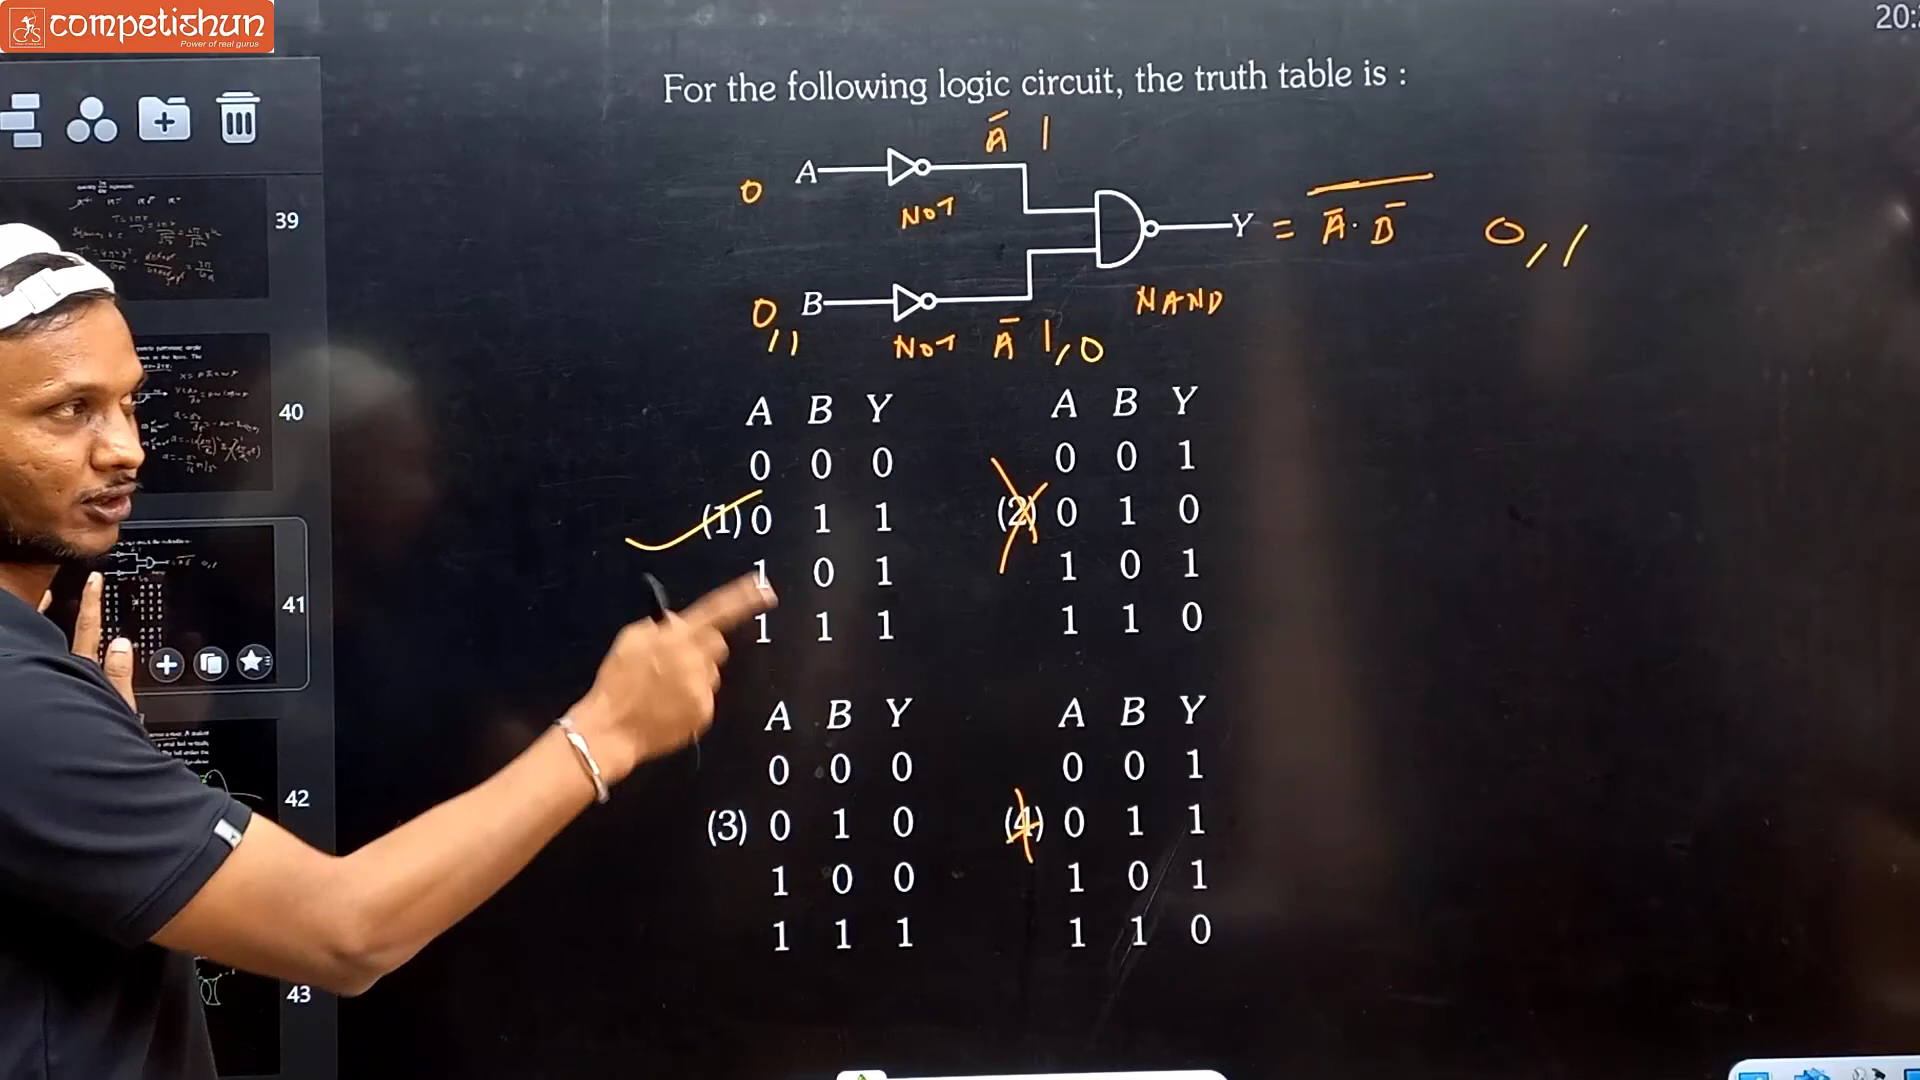 competishun
Power of real gurus
20:
For the following logic circuit, the truth table is :
Ā 1
0 A
NOT
Y = \overline{Ā · B̄} 0, 1
0, 1 B
NAND
NOT Ā 1, 0
A B Y
0 0 0
(1) 0 1 1
1 0 1
1 1 1
A B Y
0 0 1
(2) 0 1 0
1 0 1
1 1 0
A B Y
0 0 0
(3) 0 1 0
1 0 0
1 1 1
A B Y
0 0 1
(4) 0 1 1
1 0 1
1 1 0
39
40
41
42
43